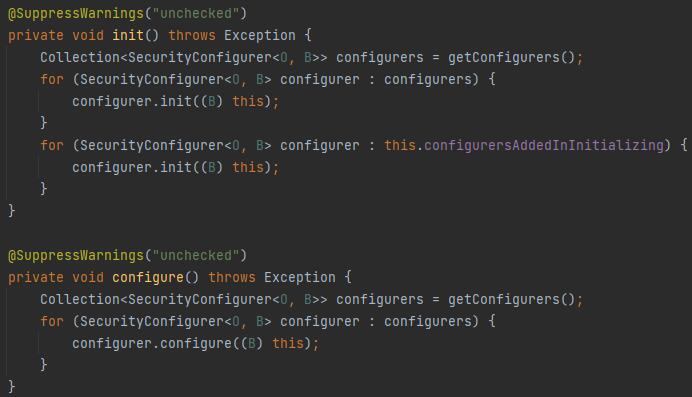 @SuppressWarnings("unchecked")
private void init() throws Exception {
    Collection<SecurityConfigurer<O, B>> configurers = getConfigurers();
    for (SecurityConfigurer<O, B> configurer : configurers) {
        configurer.init((B) this);
    }
    for (SecurityConfigurer<O, B> configurer : this.configurersAddedInInitializing) {
        configurer.init((B) this);
    }
}

@SuppressWarnings("unchecked")
private void configure() throws Exception {
    Collection<SecurityConfigurer<O, B>> configurers = getConfigurers();
    for (SecurityConfigurer<O, B> configurer : configurers) {
        configurer.configure((B) this);
    }
}